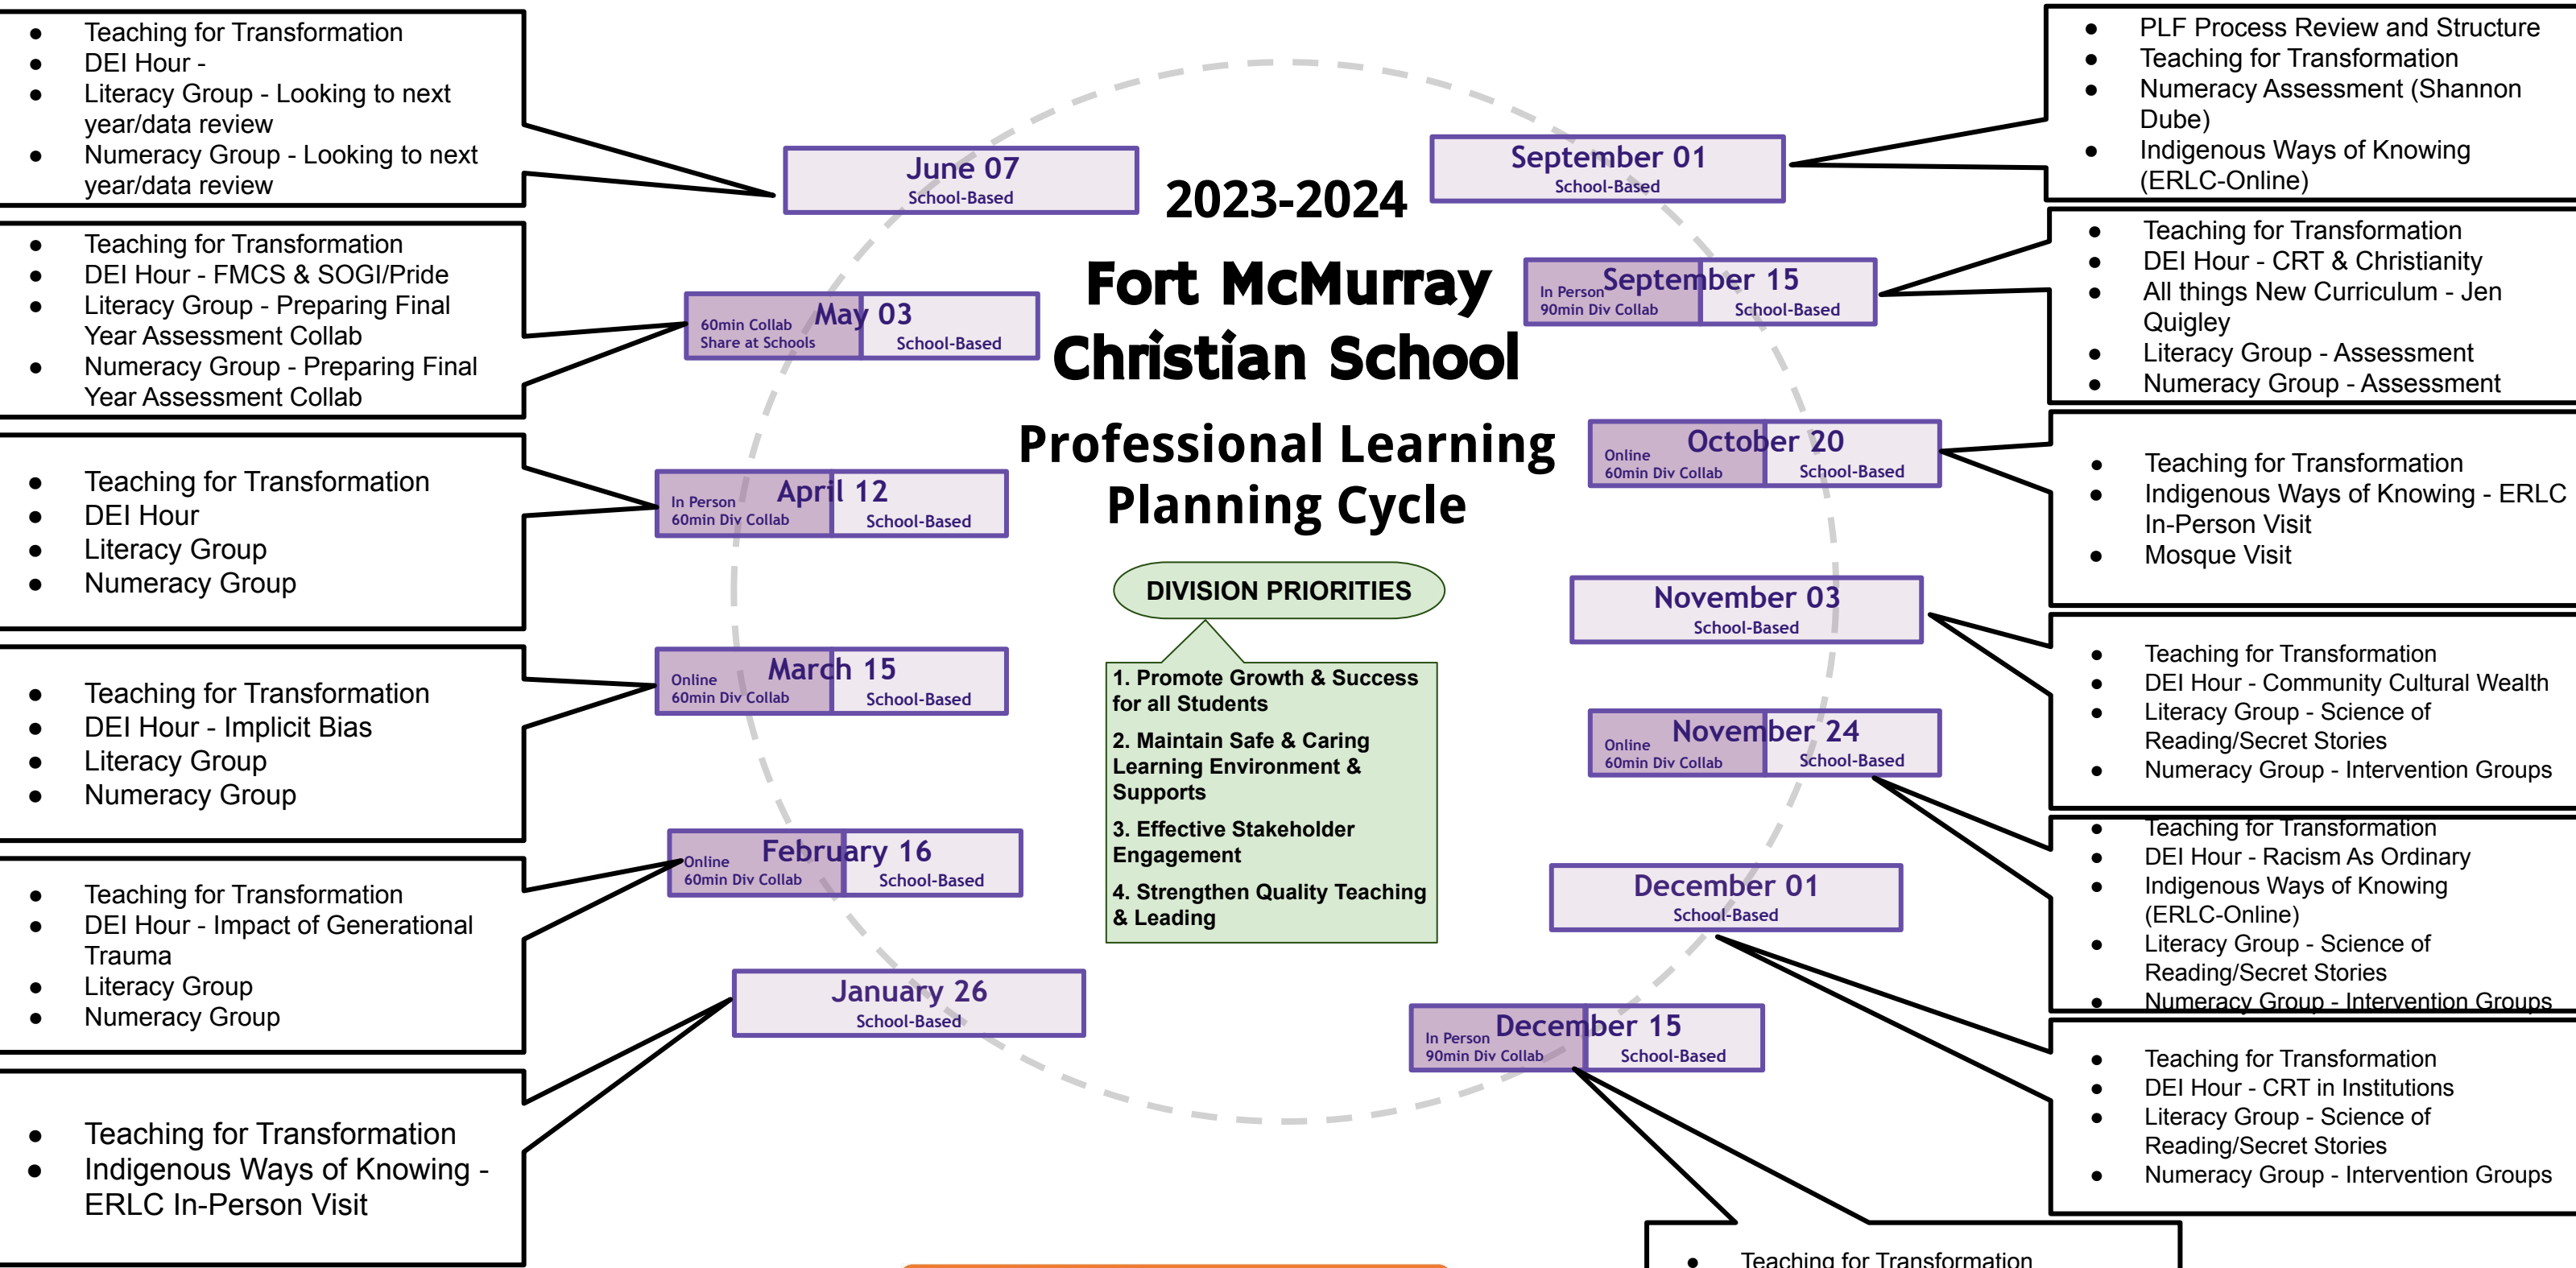 2023-2024
Fort McMurray
Christian School
Professional Learning
Planning Cycle
DIVISION PRIORITIES
1. Promote Growth & Success
for all Students
2. Maintain Safe & Caring
Learning Environment &
Supports
3. Effective Stakeholder
Engagement
4. Strengthen Quality Teaching
& Leading
September 01
School-Based
● PLF Process Review and Structure
● Teaching for Transformation
● Numeracy Assessment (Shannon
Dube)
● Indigenous Ways of Knowing
(ERLC-Online)
September 15
In Person
90min Div Collab
School-Based
● Teaching for Transformation
● DEI Hour - CRT & Christianity
● All things New Curriculum - Jen
Quigley
● Literacy Group - Assessment
● Numeracy Group - Assessment
October 20
Online
60min Div Collab
School-Based
● Teaching for Transformation
● Indigenous Ways of Knowing - ERLC
In-Person Visit
● Mosque Visit
November 03
School-Based
● Teaching for Transformation
● DEI Hour - Community Cultural Wealth
● Literacy Group - Science of
Reading/Secret Stories
● Numeracy Group - Intervention Groups
November 24
Online
60min Div Collab
School-Based
● Teaching for Transformation
● DEI Hour - Racism As Ordinary
● Indigenous Ways of Knowing
(ERLC-Online)
● Literacy Group - Science of
Reading/Secret Stories
● Numeracy Group - Intervention Groups
December 01
School-Based
● Teaching for Transformation
● DEI Hour - CRT in Institutions
● Literacy Group - Science of
Reading/Secret Stories
● Numeracy Group - Intervention Groups
December 15
In Person
90min Div Collab
School-Based
● Teaching for Transformation
January 26
School-Based
● Teaching for Transformation
● Indigenous Ways of Knowing -
ERLC In-Person Visit
February 16
Online
60min Div Collab
School-Based
● Teaching for Transformation
● DEI Hour - Impact of Generational
Trauma
● Literacy Group
● Numeracy Group
March 15
Online
60min Div Collab
School-Based
● Teaching for Transformation
● DEI Hour - Implicit Bias
● Literacy Group
● Numeracy Group
April 12
In Person
60min Div Collab
School-Based
● Teaching for Transformation
● DEI Hour
● Literacy Group
● Numeracy Group
May 03
60min Collab
Share at Schools
School-Based
● Teaching for Transformation
● DEI Hour - FMCS & SOGI/Pride
● Literacy Group - Preparing Final
Year Assessment Collab
● Numeracy Group - Preparing Final
Year Assessment Collab
June 07
School-Based
● Teaching for Transformation
● DEI Hour -
● Literacy Group - Looking to next
year/data review
● Numeracy Group - Looking to next
year/data review